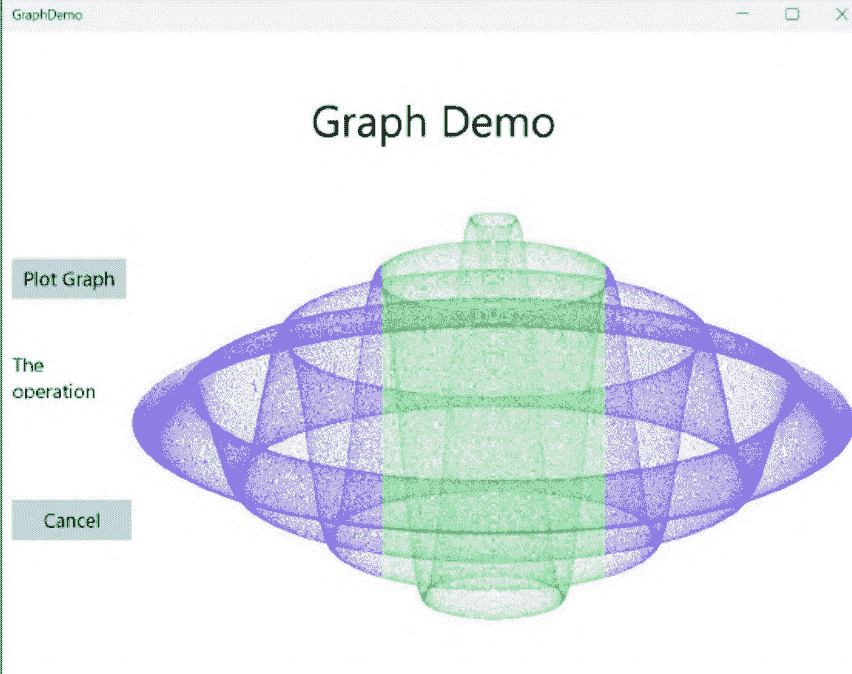 GraphDemo
Graph Demo
Plot Graph
The
operation
Cancel